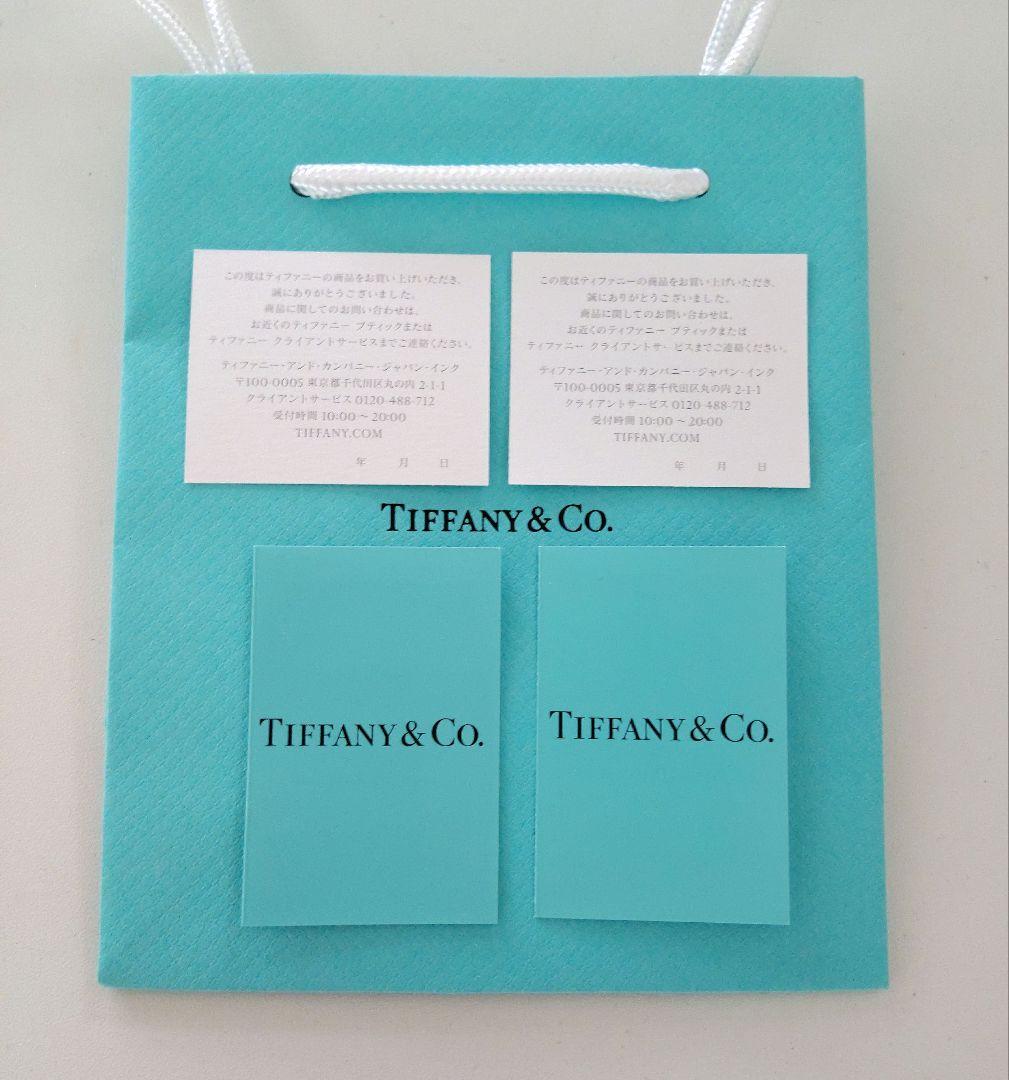 この度はティファニーの商品をお買い上げいただき、
誠にありがとうございました。
商品に関してのお問い合わせは、
お近くのティファニー ブティックまたは
ティファニー クライアントサービスまでご連絡ください。
ティファニー・アンド・カンパニー・ジャパン・インク
〒100-0005 東京都千代田区丸の内 2-1-1
クライアントサービス 0120-488-712
受付時間 10:00 ~ 20:00
TIFFANY.COM
年 月 日
この度はティファニーの商品をお買い上げいただき、
誠にありがとうございました。
商品に関してのお問い合わせは、
お近くのティファニー ブティックまたは
ティファニー クライアントサービスまでご連絡ください。
ティファニー・アンド・カンパニー・ジャパン・インク
〒100-0005 東京都千代田区丸の内 2-1-1
クライアントサービス 0120-488-712
受付時間 10:00 ~ 20:00
TIFFANY.COM
年 月 日
TIFFANY & CO.
TIFFANY & CO.
TIFFANY & CO.